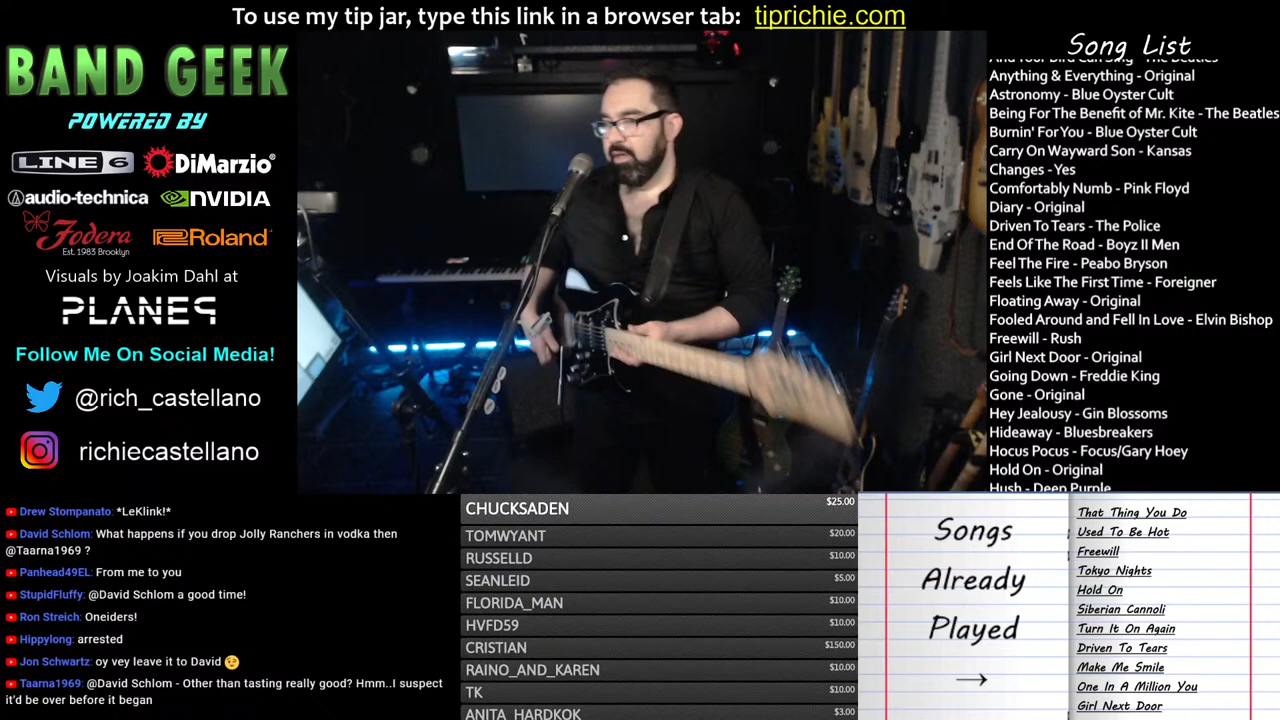 To use my tip jar, type this link in a browser tab: tiprichie.com
BAND GEEK
POWERED BY
LINE 6
DiMarzio
audio-technica
NVIDIA
Fodera
Est. 1983 Brooklyn
Roland
Visuals by Joakim Dahl at
PLANE9
Follow Me On Social Media!
@rich_castellano
richiecastellano
Song List
And Your Bird Can Sing - The Beatles
Anything & Everything - Original
Astronomy - Blue Oyster Cult
Being For The Benefit of Mr. Kite - The Beatles
Burnin' For You - Blue Oyster Cult
Carry On Wayward Son - Kansas
Changes - Yes
Comfortably Numb - Pink Floyd
Diary - Original
Driven To Tears - The Police
End Of The Road - Boyz II Men
Feel The Fire - Peabo Bryson
Feels Like The First Time - Foreigner
Floating Away - Original
Fooled Around and Fell In Love - Elvin Bishop
Freewill - Rush
Girl Next Door - Original
Going Down - Freddie King
Gone - Original
Hey Jealousy - Gin Blossoms
Hideaway - Bluesbreakers
Hocus Pocus - Focus/Gary Hoey
Hold On - Original
Hush - Deep Purple
Drew Stompanato: *LeKlink!*
David Schlom: What happens if you drop Jolly Ranchers in vodka then
@Taarna1969 ?
Panhead49EL: From me to you
StupidFluffy: @David Schlom a good time!
Ron Streich: Oneiders!
Hippylong: arrested
Jon Schwartz: oy vey leave it to David 😉
Taarna1969: @David Schlom - Other than tasting really good? Hmm..I suspect
it'd be over before it began
CHUCKSADEN $25.00
TOMWYANT $20.00
RUSSELLD $10.00
SEANLEID $5.00
FLORIDA_MAN $10.00
HVFD59 $10.00
CRISTIAN $150.00
RAINO_AND_KAREN $10.00
TK $10.00
ANITA_HARDKOK $3.00
Songs
Already
Played
→
That Thing You Do
Used To Be Hot
Freewill
Tokyo Nights
Hold On
Siberian Cannoli
Turn It On Again
Driven To Tears
Make Me Smile
One In A Million You
Girl Next Door